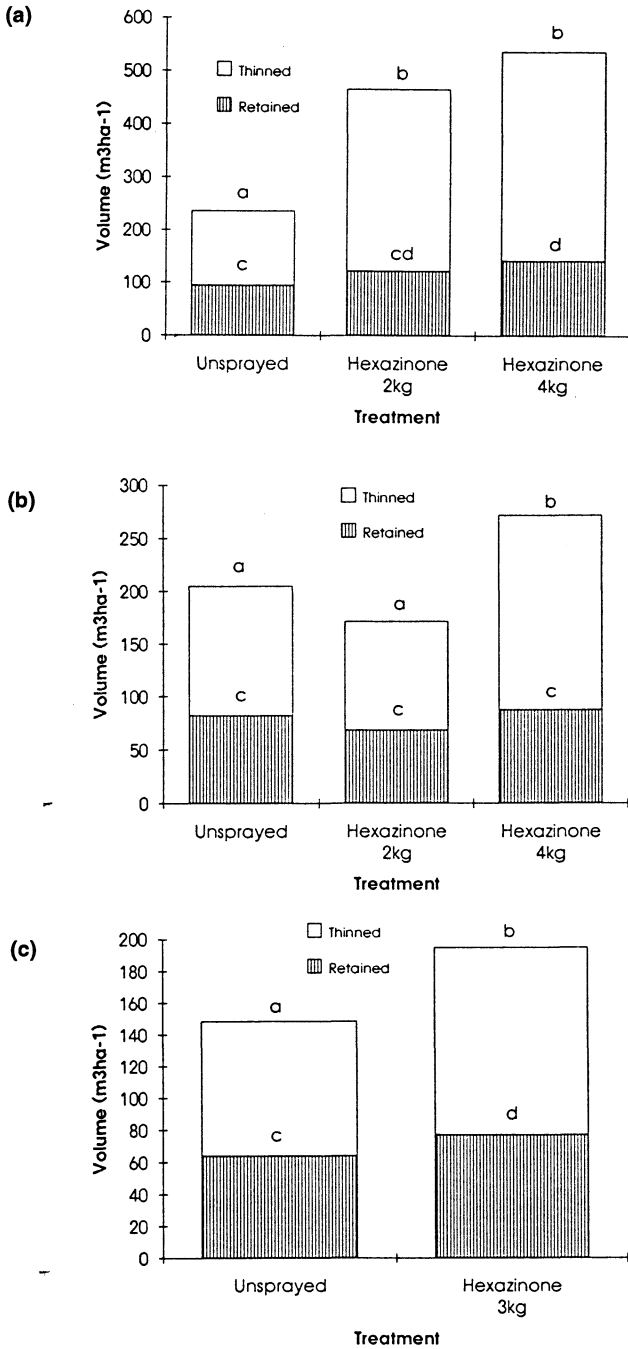 (a)
600
500
400
300
200
100
0
Volume (m3ha-1)
Thinned
Retained
a
c
b
cd
b
d
Unsprayed
Hexazinone
2kg
Hexazinone
4kg
Treatment
(b)
300
250
200
150
100
50
0
Volume (m3ha-1)
Thinned
Retained
a
c
a
c
b
c
Unsprayed
Hexazinone
2kg
Hexazinone
4kg
Treatment
(c)
200
180
160
140
120
100
80
60
40
20
0
Volume (m3ha-1)
Thinned
Retained
a
c
b
d
Unsprayed
Hexazinone
3kg
Treatment